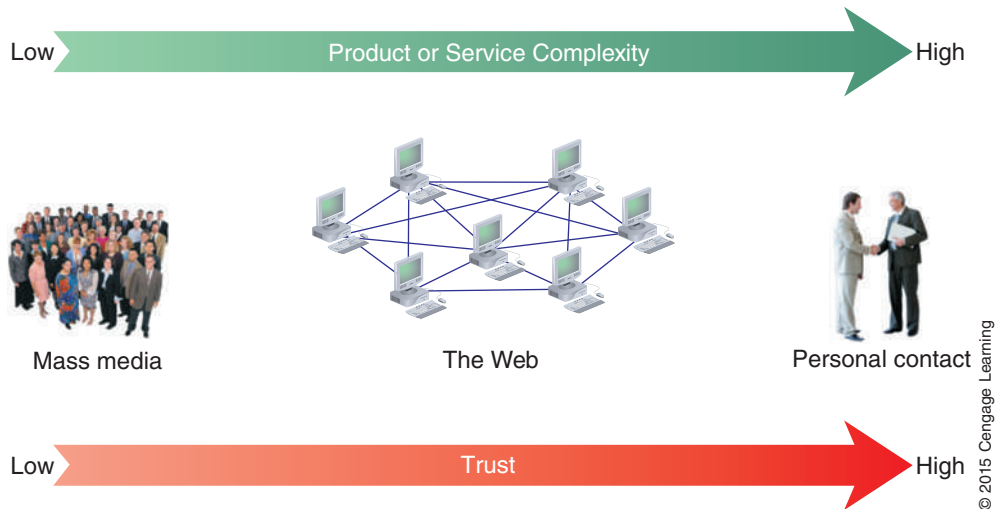 Low
Product or Service Complexity
High
Mass media
The Web
Personal contact
Low
Trust
High
© 2015 Cengage Learning